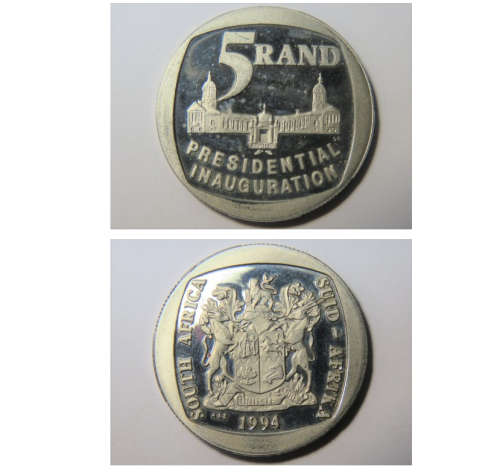 5 RAND
PRESIDENTIAL
INAUGURATION
SOUTH AFRICA
SUID-AFRIKA
1994